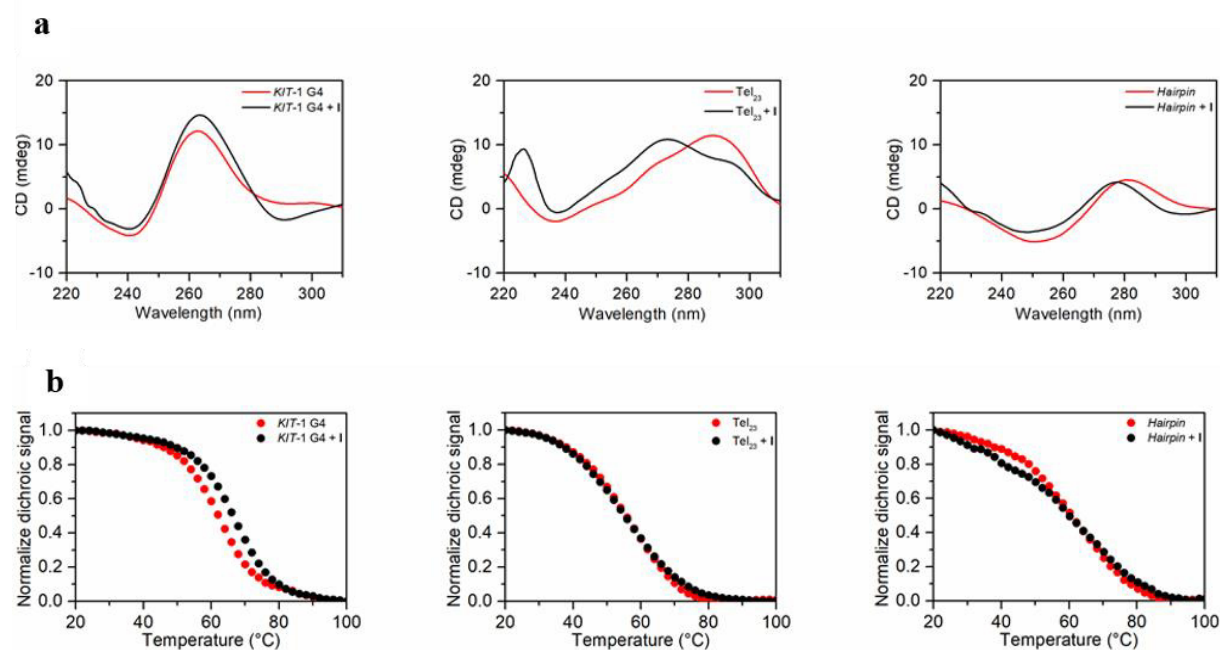 a
20
10
0
-10
CD (mdeg)
KIT-1 G4
KIT-1 G4 + I
220 240 260 280 300
Wavelength (nm)
20
10
0
-10
CD (mdeg)
Tel23
Tel23 + I
220 240 260 280 300
Wavelength (nm)
20
10
0
-10
CD (mdeg)
Hairpin
Hairpin + I
220 240 260 280 300
Wavelength (nm)
b
1.0
0.8
0.6
0.4
0.2
0.0
Normalize dichroic signal
KIT-1 G4
KIT-1 G4 + I
20 40 60 80 100
Temperature (°C)
1.0
0.8
0.6
0.4
0.2
0.0
Normalize dichroic signal
Tel23
Tel23 + I
20 40 60 80 100
Temperature (°C)
1.0
0.8
0.6
0.4
0.2
0.0
Normalize dichroic signal
Hairpin
Hairpin + I
20 40 60 80 100
Temperature (°C)